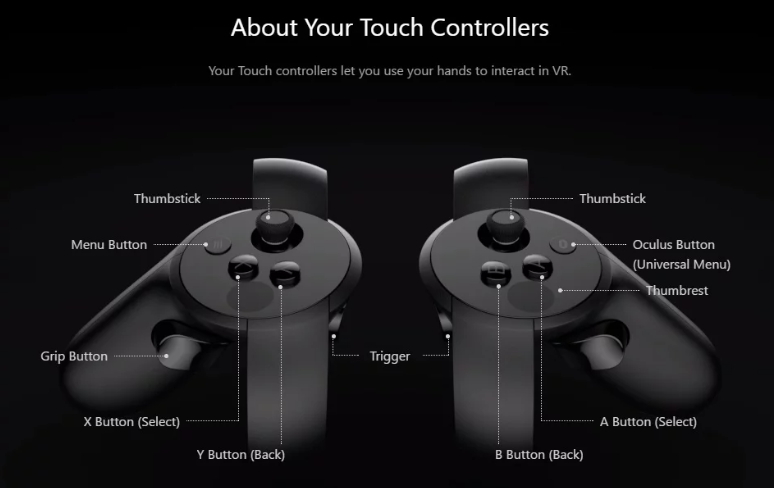 About Your Touch Controllers
Your Touch controllers let you use your hands to interact in VR.
Thumbstick
Thumbstick
Menu Button
Oculus Button
(Universal Menu)
Thumbrest
Grip Button
Trigger
X Button (Select)
A Button (Select)
Y Button (Back)
B Button (Back)